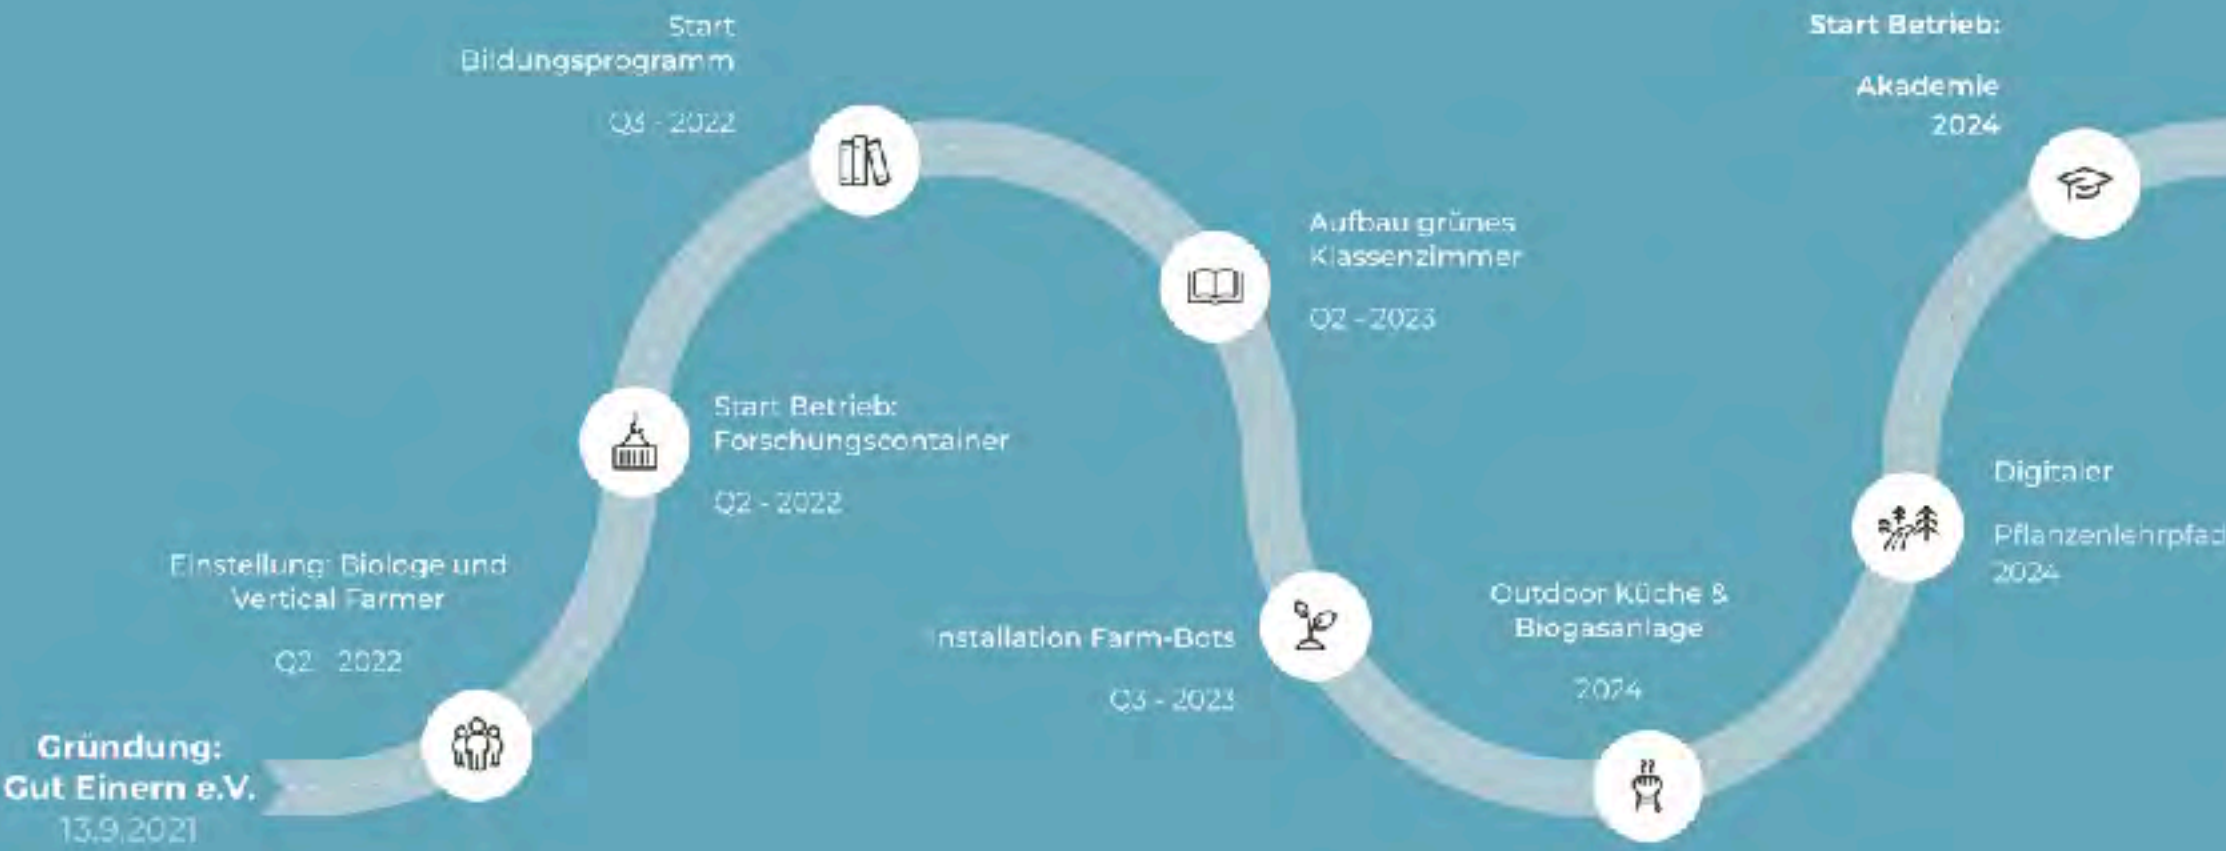 Gründung:
Gut Einern e.V.
13.9.2021
Einstellung: Biologe und
Vertical Farmer
Q2 - 2022
Start Betrieb:
Forschungscontainer
Q2 - 2022
Start
Bildungsprogramm
Q3 - 2022
Aufbau grünes
Klassenzimmer
Q2 - 2023
Installation Farm-Bots
Q3 - 2023
Outdoor Küche &
Biogasanlage
2024
Digitaler
Pflanzenlehrpfad
2024
Start Betrieb:
Akademie
2024